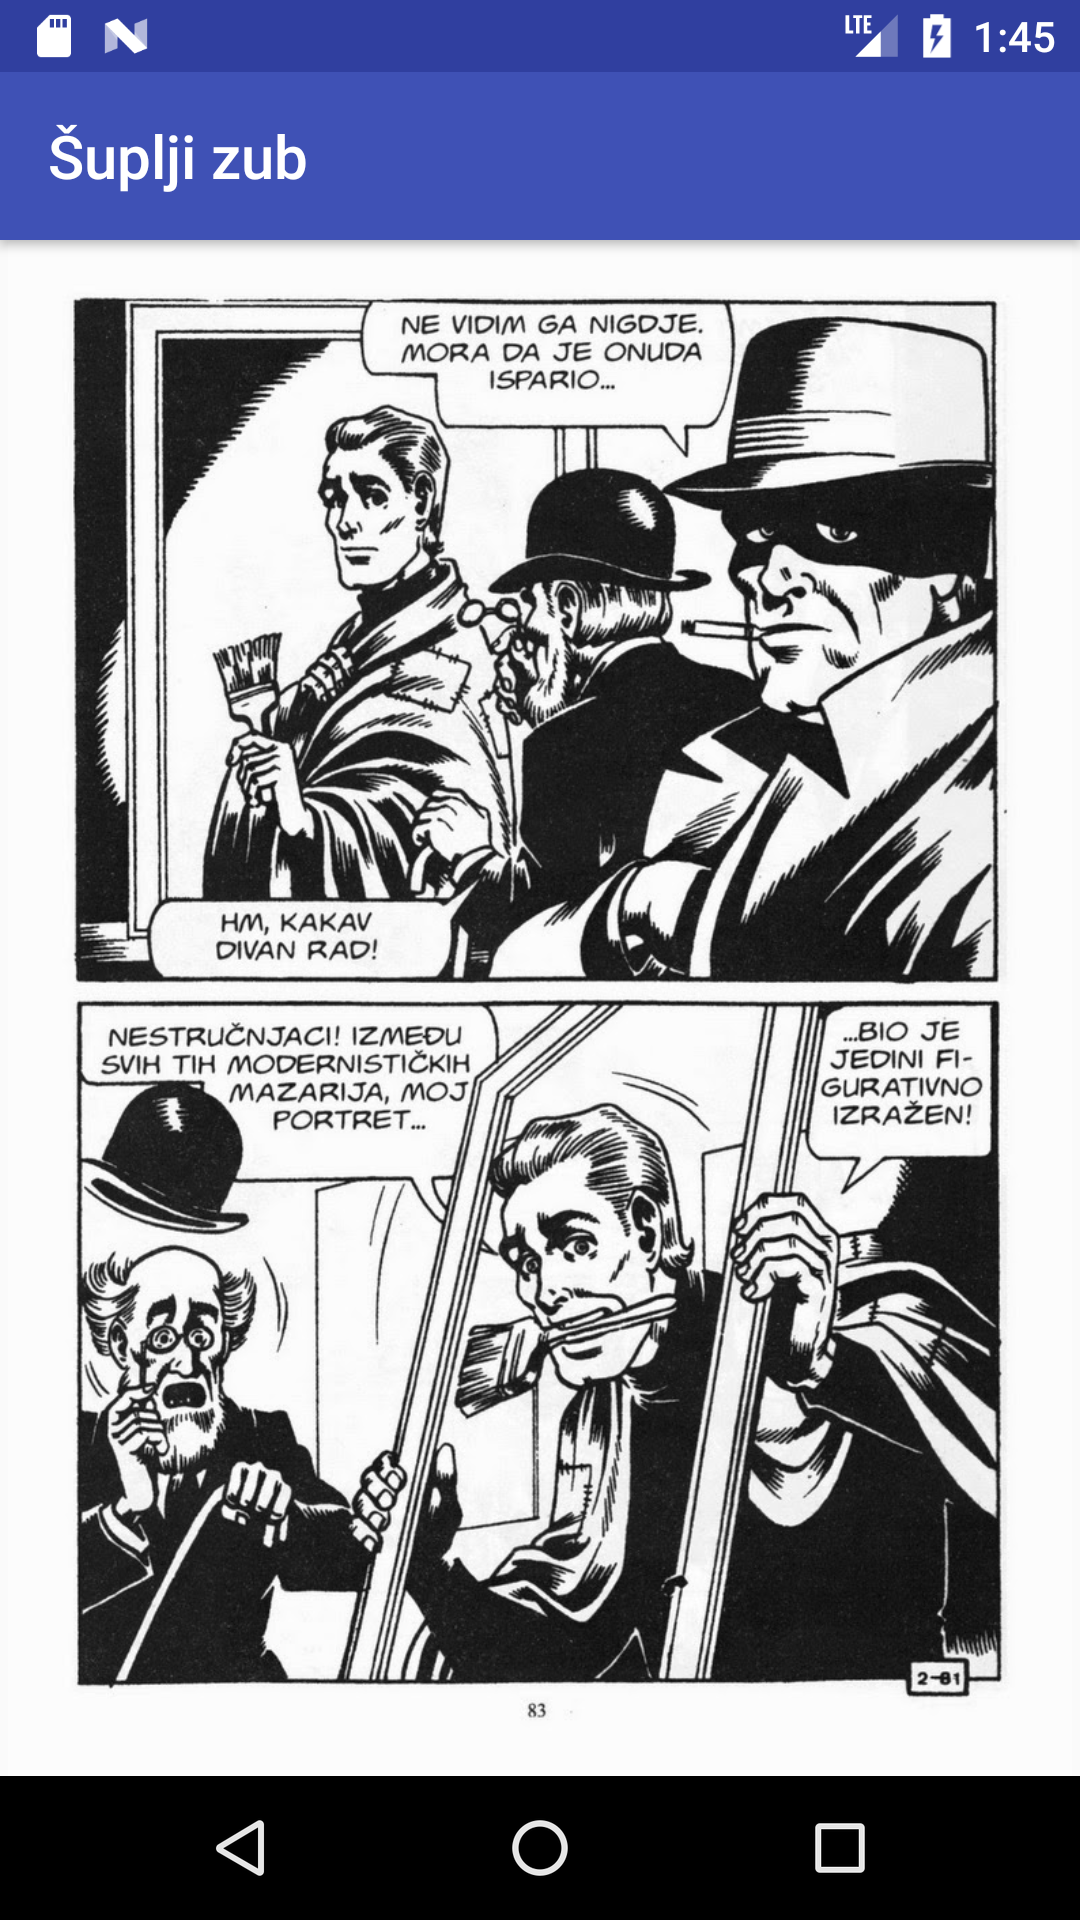 LTE
1:45
Šuplji zub
NE VIDIM GA NIGDJE.
MORA DA JE ONUDA
ISPARIO...
HM, KAKAV
DIVAN RAD!
NESTRUČNJACI! IZMEĐU
SVIH TIH MODERNISTIČKIH
MAZARIJA, MOJ
PORTRET...
...BIO JE
JEDINI FI-
GURATIVNO
IZRAŽEN!
2-81
83